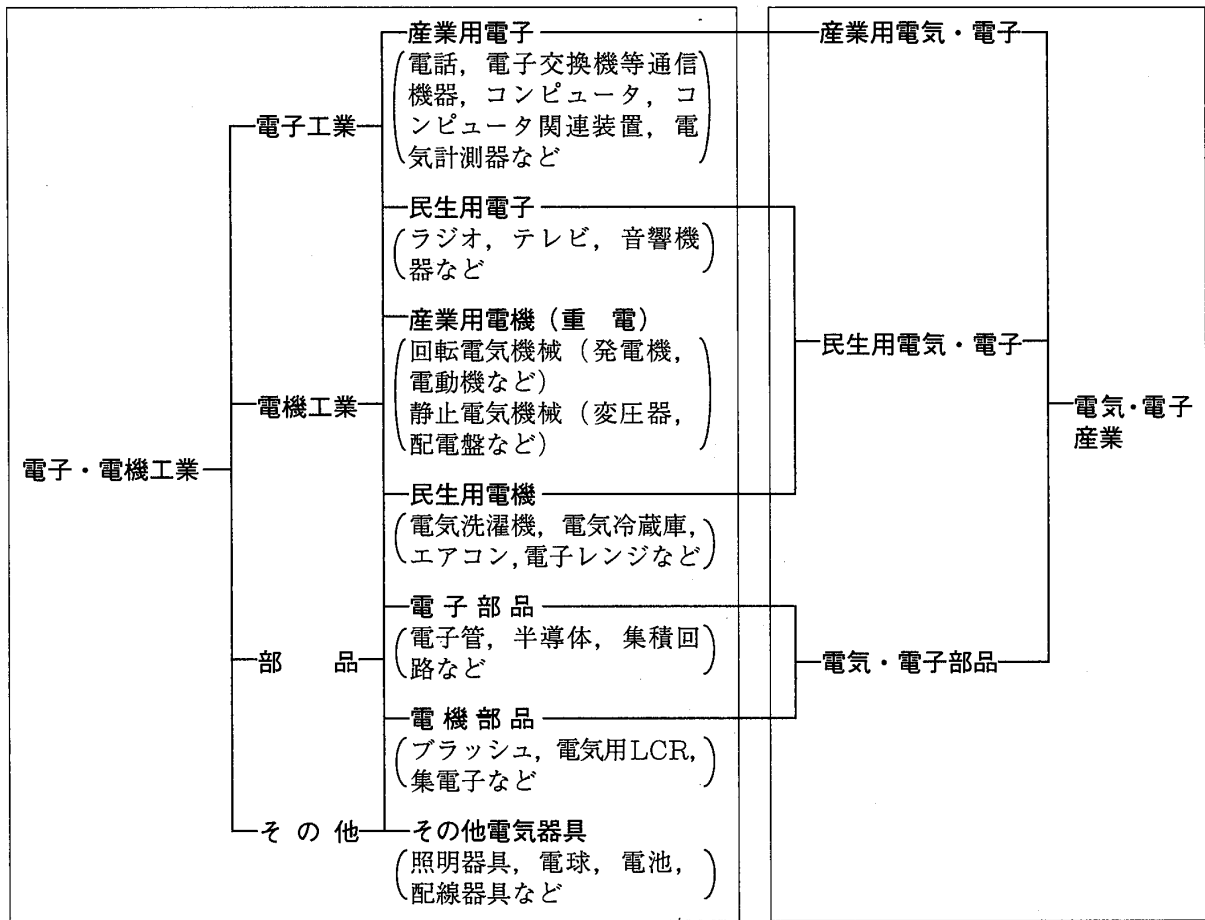 産業用電子
電話，電子交換機等通信
機器，コンピュータ，コ
ンピュータ関連装置，電
気計測器など
電子工業
民生用電子
ラジオ，テレビ，音響機
器など
産業用電機（重　電）
回転電気機械（発電機，
電動機など）
静止電気機械（変圧器，
配電盤など）
電機工業
電子・電機工業
民生用電機
電気洗濯機，電気冷蔵庫，
エアコン，電子レンジなど
電子部品
電子管，半導体，集積回
路など
部　品
電機部品
ブラッシュ，電気用LCR，
集電子など
その他
その他電気器具
照明器具，電球，電池，
配線器具など
産業用電気・電子
民生用電気・電子
電気・電子
産業
電気・電子部品